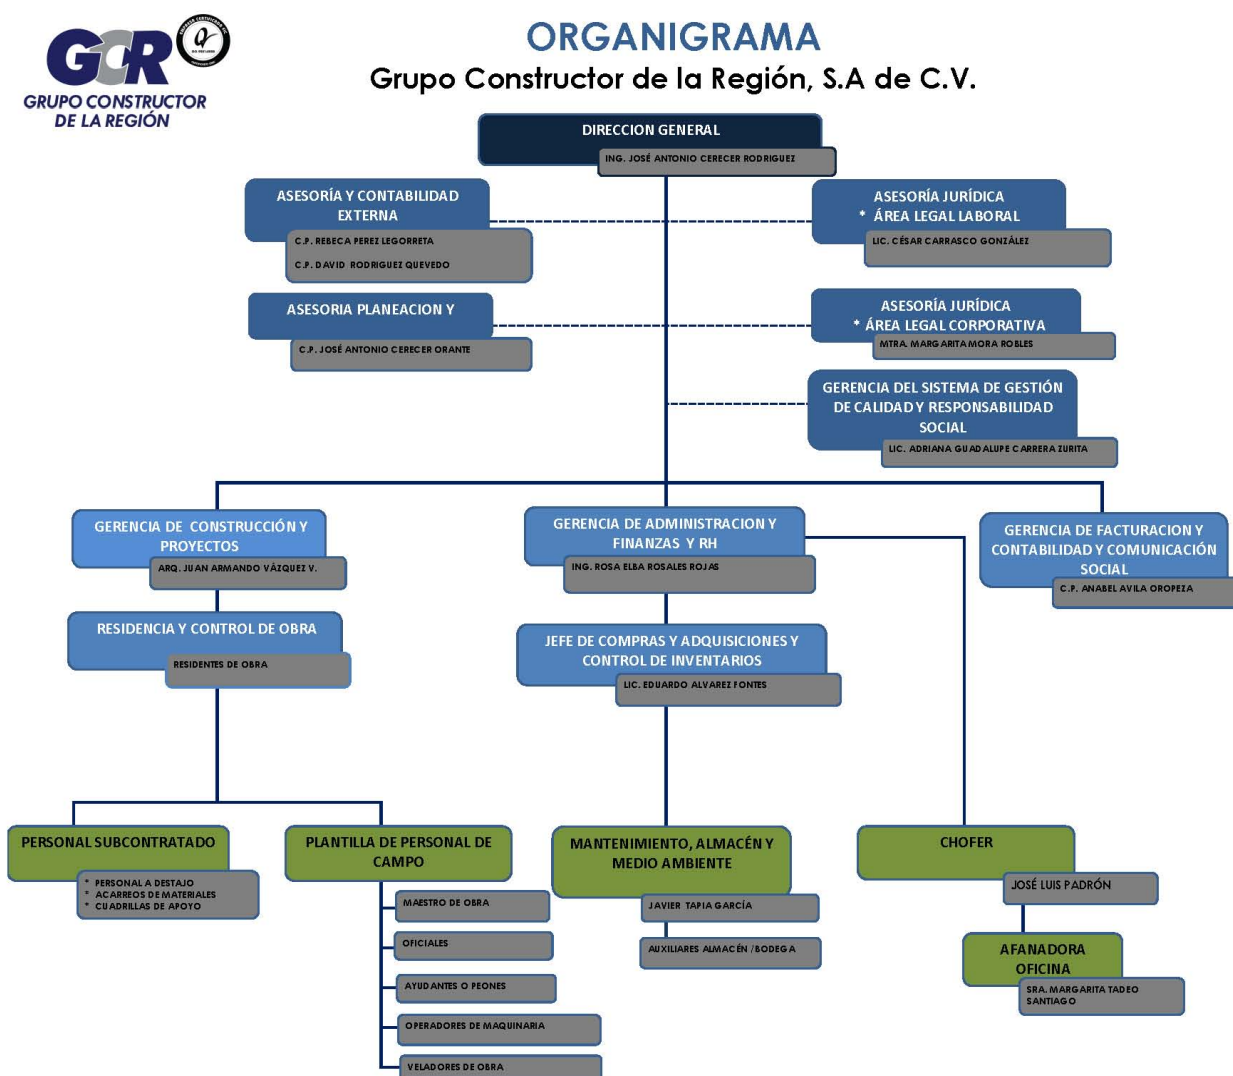 GCR
GRUPO CONSTRUCTOR
DE LA REGIÓN
ORGANIGRAMA
Grupo Constructor de la Región, S.A de C.V.
DIRECCION GENERAL
ING. JOSÉ ANTONIO CERECER RODRIGUEZ
ASESORÍA Y CONTABILIDAD
EXTERNA
C.P. REBECA PEREZ LEGORRETA
C.P. DAVID RODRIGUEZ QUEVEDO
ASESORÍA JURÍDICA
* ÁREA LEGAL LABORAL
LIC. CÉSAR CARRASCO GONZÁLEZ
ASESORIA PLANEACION Y
C.P. JOSÉ ANTONIO CERECER ORANTE
ASESORÍA JURÍDICA
* ÁREA LEGAL CORPORATIVA
MTRA. MARGARITA MORA ROBLES
GERENCIA DEL SISTEMA DE GESTIÓN
DE CALIDAD Y RESPONSABILIDAD
SOCIAL
LIC. ADRIANA GUADALUPE CARRERA ZURITA
GERENCIA DE CONSTRUCCIÓN Y
PROYECTOS
ARQ. JUAN ARMANDO VÁZQUEZ V.
GERENCIA DE ADMINISTRACION Y
FINANZAS Y RH
ING. ROSA ELBA ROSALES ROJAS
GERENCIA DE FACTURACION Y
CONTABILIDAD Y COMUNICACIÓN
SOCIAL
C.P. ANABEL AVILA OROPEZA
RESIDENCIA Y CONTROL DE OBRA
RESIDENTES DE OBRA
JEFE DE COMPRAS Y ADQUISICIONES Y
CONTROL DE INVENTARIOS
LIC. EDUARDO ALVAREZ FONTES
PERSONAL SUBCONTRATADO
* PERSONAL A DESTAJO
* ACARREOS DE MATERIALES
* CUADRILLAS DE APOYO
PLANTILLA DE PERSONAL DE
CAMPO
MAESTRO DE OBRA
OFICIALES
AYUDANTES O PEONES
OPERADORES DE MAQUINARIA
VELADORES DE OBRA
MANTENIMIENTO, ALMACÉN Y
MEDIO AMBIENTE
JAVIER TAPIA GARCÍA
AUXILIARES ALMACÉN /BODEGA
CHOFER
JOSÉ LUIS PADRÓN
AFANADORA
OFICINA
SRA. MARGARITA TADEO
SANTIAGO